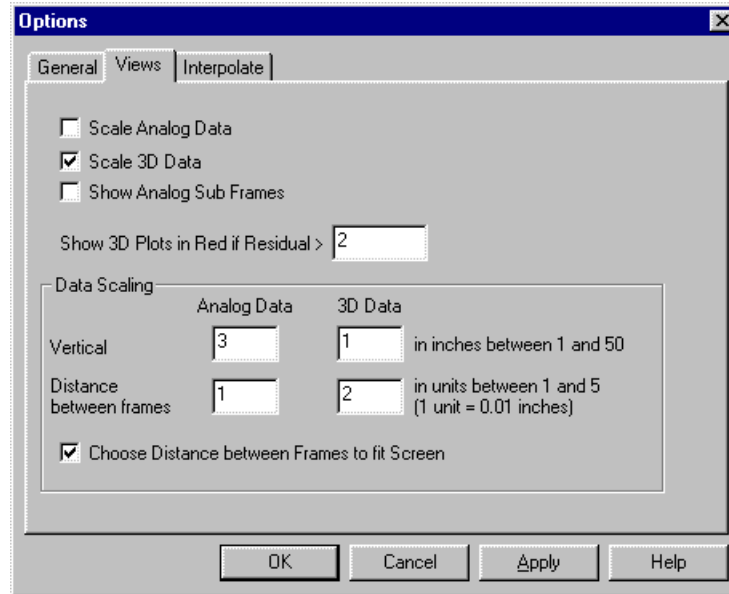 Options
General Views Interpolate
Scale Analog Data
Scale 3D Data
Show Analog Sub Frames
Show 3D Plots in Red if Residual > 2
Data Scaling
Analog Data 3D Data
Vertical 3 1 in inches between 1 and 50
Distance between frames 1 2 in units between 1 and 5 (1 unit = 0.01 inches)
Choose Distance between Frames to fit Screen
OK Cancel Apply Help